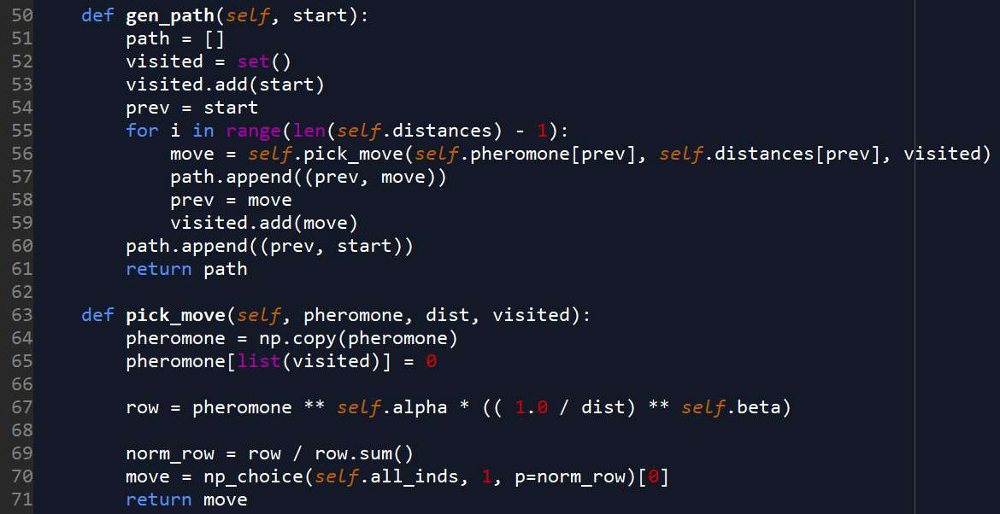 50     def gen_path(self, start):
51         path = []
52         visited = set()
53         visited.add(start)
54         prev = start
55         for i in range(len(self.distances) - 1):
56             move = self.pick_move(self.pheromone[prev], self.distances[prev], visited)
57             path.append((prev, move))
58             prev = move
59             visited.add(move)
60         path.append((prev, start))
61         return path
62
63     def pick_move(self, pheromone, dist, visited):
64         pheromone = np.copy(pheromone)
65         pheromone[list(visited)] = 0
66
67         row = pheromone ** self.alpha * (( 1.0 / dist) ** self.beta)
68
69         norm_row = row / row.sum()
70         move = np_choice(self.all_inds, 1, p=norm_row)[0]
71         return move